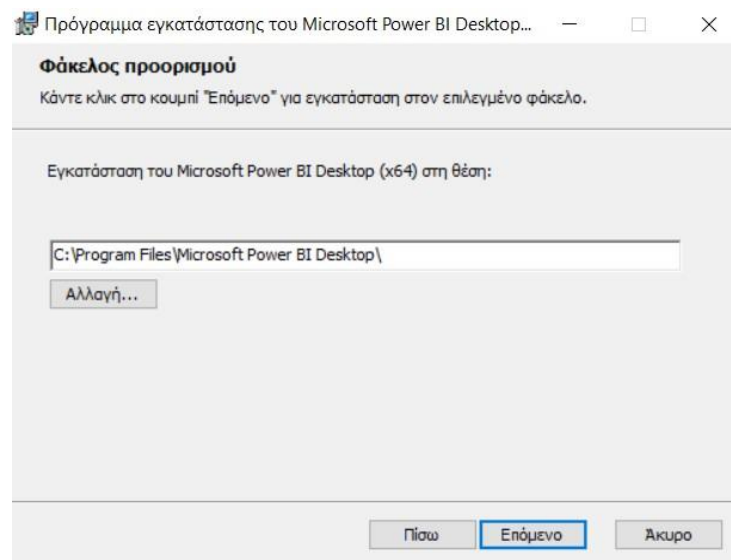 Πρόγραμμα εγκατάστασης του Microsoft Power BI Desktop...
Φάκελος προορισμού
Κάντε κλικ στο κουμπί "Επόμενο" για εγκατάσταση στον επιλεγμένο φάκελο.
Εγκατάσταση του Microsoft Power BI Desktop (x64) στη θέση:
C:\Program Files\Microsoft Power BI Desktop\
Αλλαγή...
Πίσω Επόμενο Άκυρο